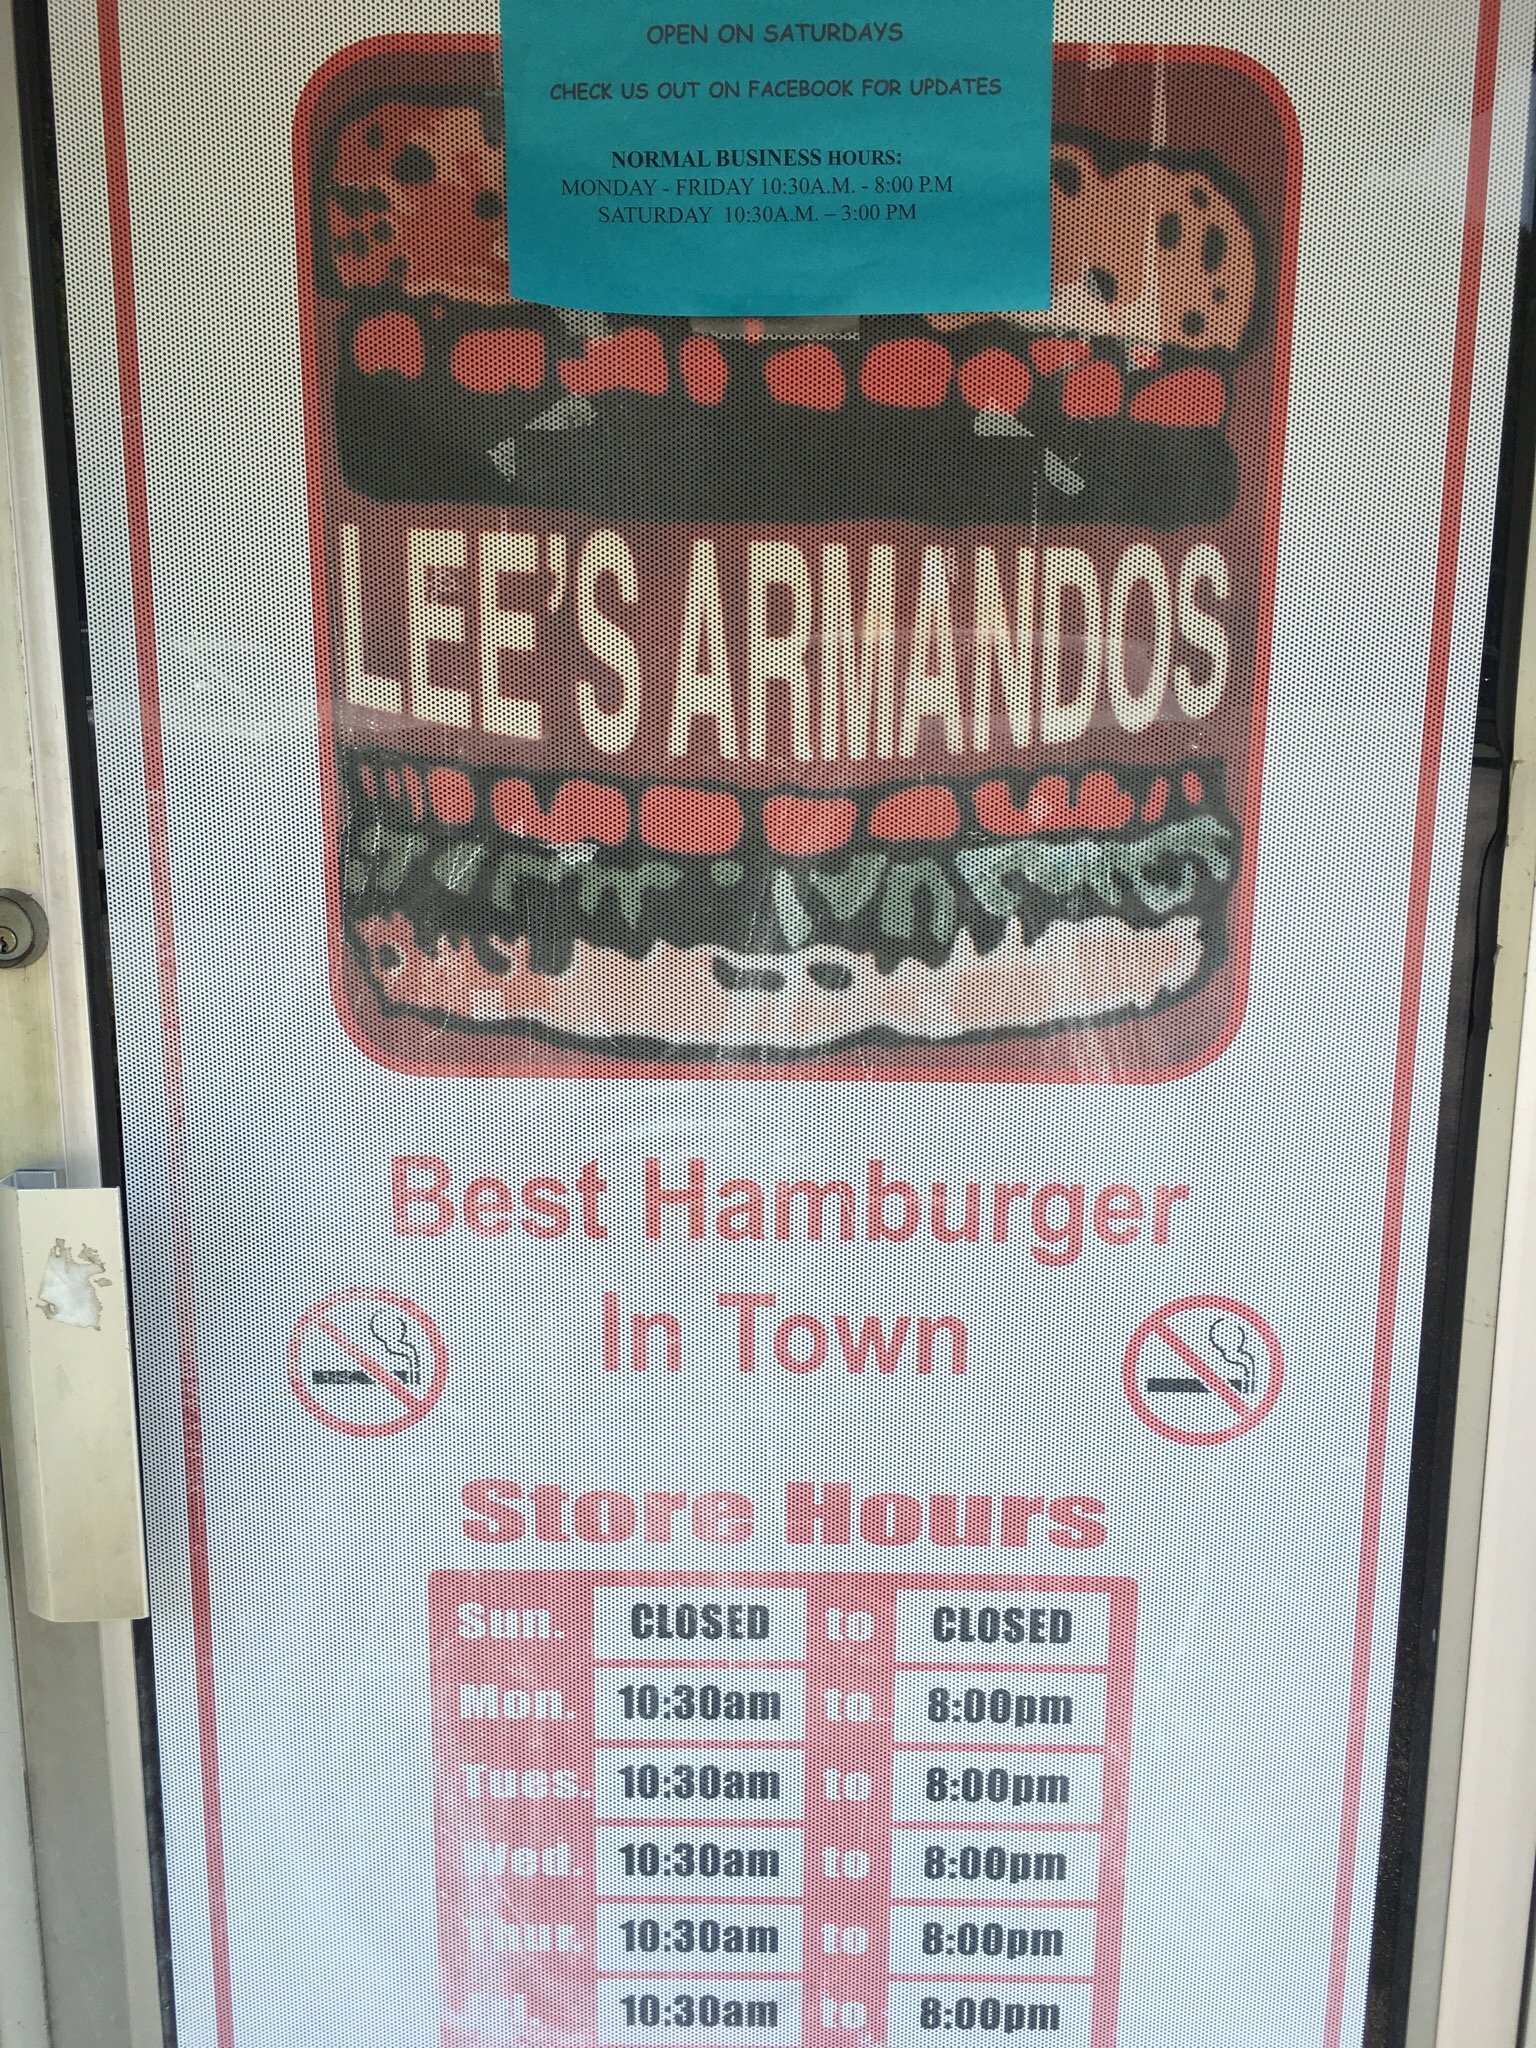 OPEN ON SATURDAYS
CHECK US OUT ON FACEBOOK FOR UPDATES
NORMAL BUSINESS HOURS:
MONDAY - FRIDAY 10:30A.M. - 8:00 P.M
SATURDAY 10:30A.M. – 3:00 PM
LEE'S ARMANDOS
Best Hamburger
In Town
Store Hours
Sun. CLOSED to CLOSED
Mon. 10:30am to 8:00pm
Tues. 10:30am to 8:00pm
Wed. 10:30am to 8:00pm
Thur. 10:30am to 8:00pm
10:30am to 8:00pm